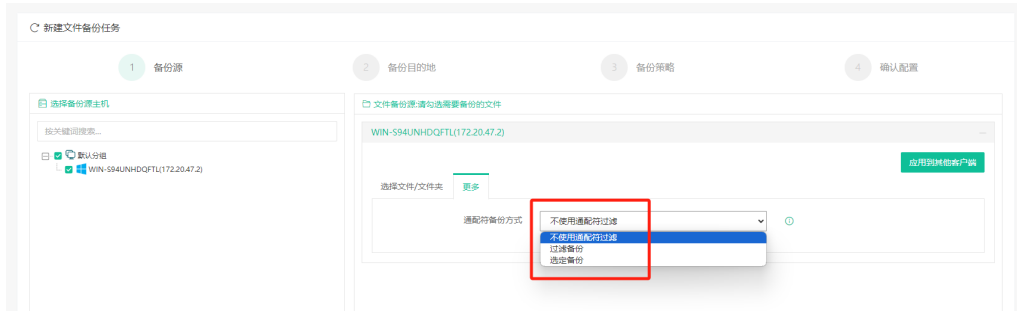 新建文件备份任务
1 备份源 2 备份目的地 3 备份策略 4 确认配置
选择备份源主机
按关键词搜索...
默认分组
WIN-S94UNHDQFTL(172.20.47.2)
文件备份源:请勾选需要备份的文件
WIN-S94UNHDQFTL(172.20.47.2)
应用到其他客户端
选择文件/文件夹 更多
通配符备份方式 不使用通配符过滤
不使用通配符过滤
过滤备份
选定备份